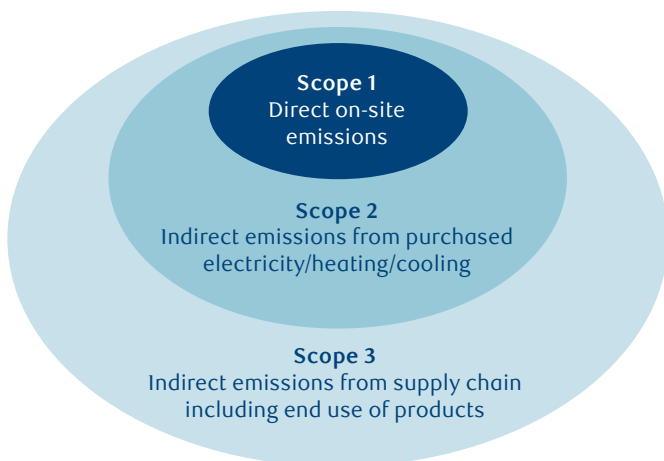 Scope 1
Direct on-site
emissions
Scope 2
Indirect emissions from purchased
electricity/heating/cooling
Scope 3
Indirect emissions from supply chain
including end use of products